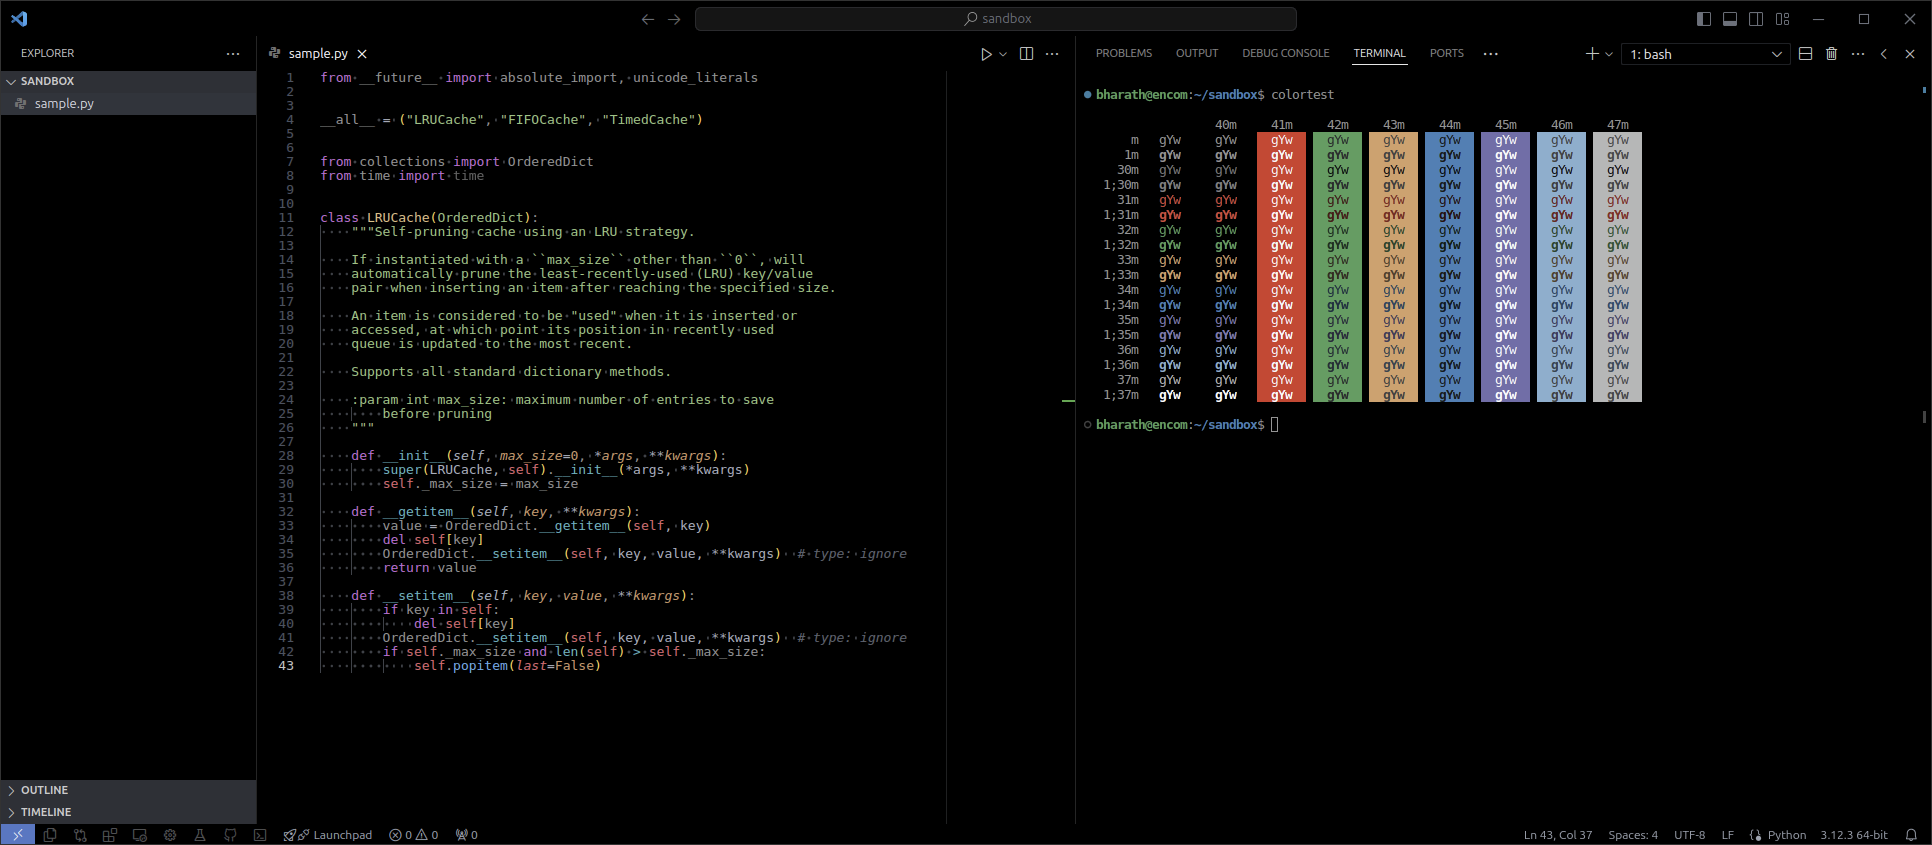 sandbox
EXPLORER
SANDBOX
sample.py
OUTLINE
TIMELINE
sample.py
1 from __future__ import absolute_import, unicode_literals
2
3
4 __all__ = ("LRUCache", "FIFOCache", "TimedCache")
5
6
7 from collections import OrderedDict
8 from time import time
9
10
11 class LRUCache(OrderedDict):
12     """Self-pruning cache using an LRU strategy.
13
14     If instantiated with a ``max_size`` other than ``0``, will
15     automatically prune the least-recently-used (LRU) key/value
16     pair when inserting an item after reaching the specified size.
17
18     An item is considered to be "used" when it is inserted or
19     accessed, at which point its position in recently used
20     queue is updated to the most recent.
21
22     Supports all standard dictionary methods.
23
24     :param int max_size: maximum number of entries to save
25         before pruning
26     """
27
28     def __init__(self, max_size=0, *args, **kwargs):
29         super(LRUCache, self).__init__(*args, **kwargs)
30         self._max_size = max_size
31
32     def __getitem__(self, key, **kwargs):
33         value = OrderedDict.__getitem__(self, key)
34         del self[key]
35         OrderedDict.__setitem__(self, key, value, **kwargs)  # type: ignore
36         return value
37
38     def __setitem__(self, key, value, **kwargs):
39         if key in self:
40             del self[key]
41         OrderedDict.__setitem__(self, key, value, **kwargs)  # type: ignore
42         if self._max_size and len(self) > self._max_size:
43             self.popitem(last=False)
PROBLEMS OUTPUT DEBUG CONSOLE TERMINAL PORTS 1: bash
bharath@encom:~/sandbox$ colortest
40m 41m 42m 43m 44m 45m 46m 47m
m gYw gYw gYw gYw gYw gYw gYw gYw gYw
1m gYw gYw gYw gYw gYw gYw gYw gYw gYw
30m gYw gYw gYw gYw gYw gYw gYw gYw gYw
1;30m gYw gYw gYw gYw gYw gYw gYw gYw gYw
31m gYw gYw gYw gYw gYw gYw gYw gYw gYw
1;31m gYw gYw gYw gYw gYw gYw gYw gYw gYw
32m gYw gYw gYw gYw gYw gYw gYw gYw gYw
1;32m gYw gYw gYw gYw gYw gYw gYw gYw gYw
33m gYw gYw gYw gYw gYw gYw gYw gYw gYw
1;33m gYw gYw gYw gYw gYw gYw gYw gYw gYw
34m gYw gYw gYw gYw gYw gYw gYw gYw gYw
1;34m gYw gYw gYw gYw gYw gYw gYw gYw gYw
35m gYw gYw gYw gYw gYw gYw gYw gYw gYw
1;35m gYw gYw gYw gYw gYw gYw gYw gYw gYw
36m gYw gYw gYw gYw gYw gYw gYw gYw gYw
1;36m gYw gYw gYw gYw gYw gYw gYw gYw gYw
37m gYw gYw gYw gYw gYw gYw gYw gYw gYw
1;37m gYw gYw gYw gYw gYw gYw gYw gYw gYw
bharath@encom:~/sandbox$
Launchpad 0 0 0 Ln 43, Col 37 Spaces: 4 UTF-8 LF Python 3.12.3 64-bit